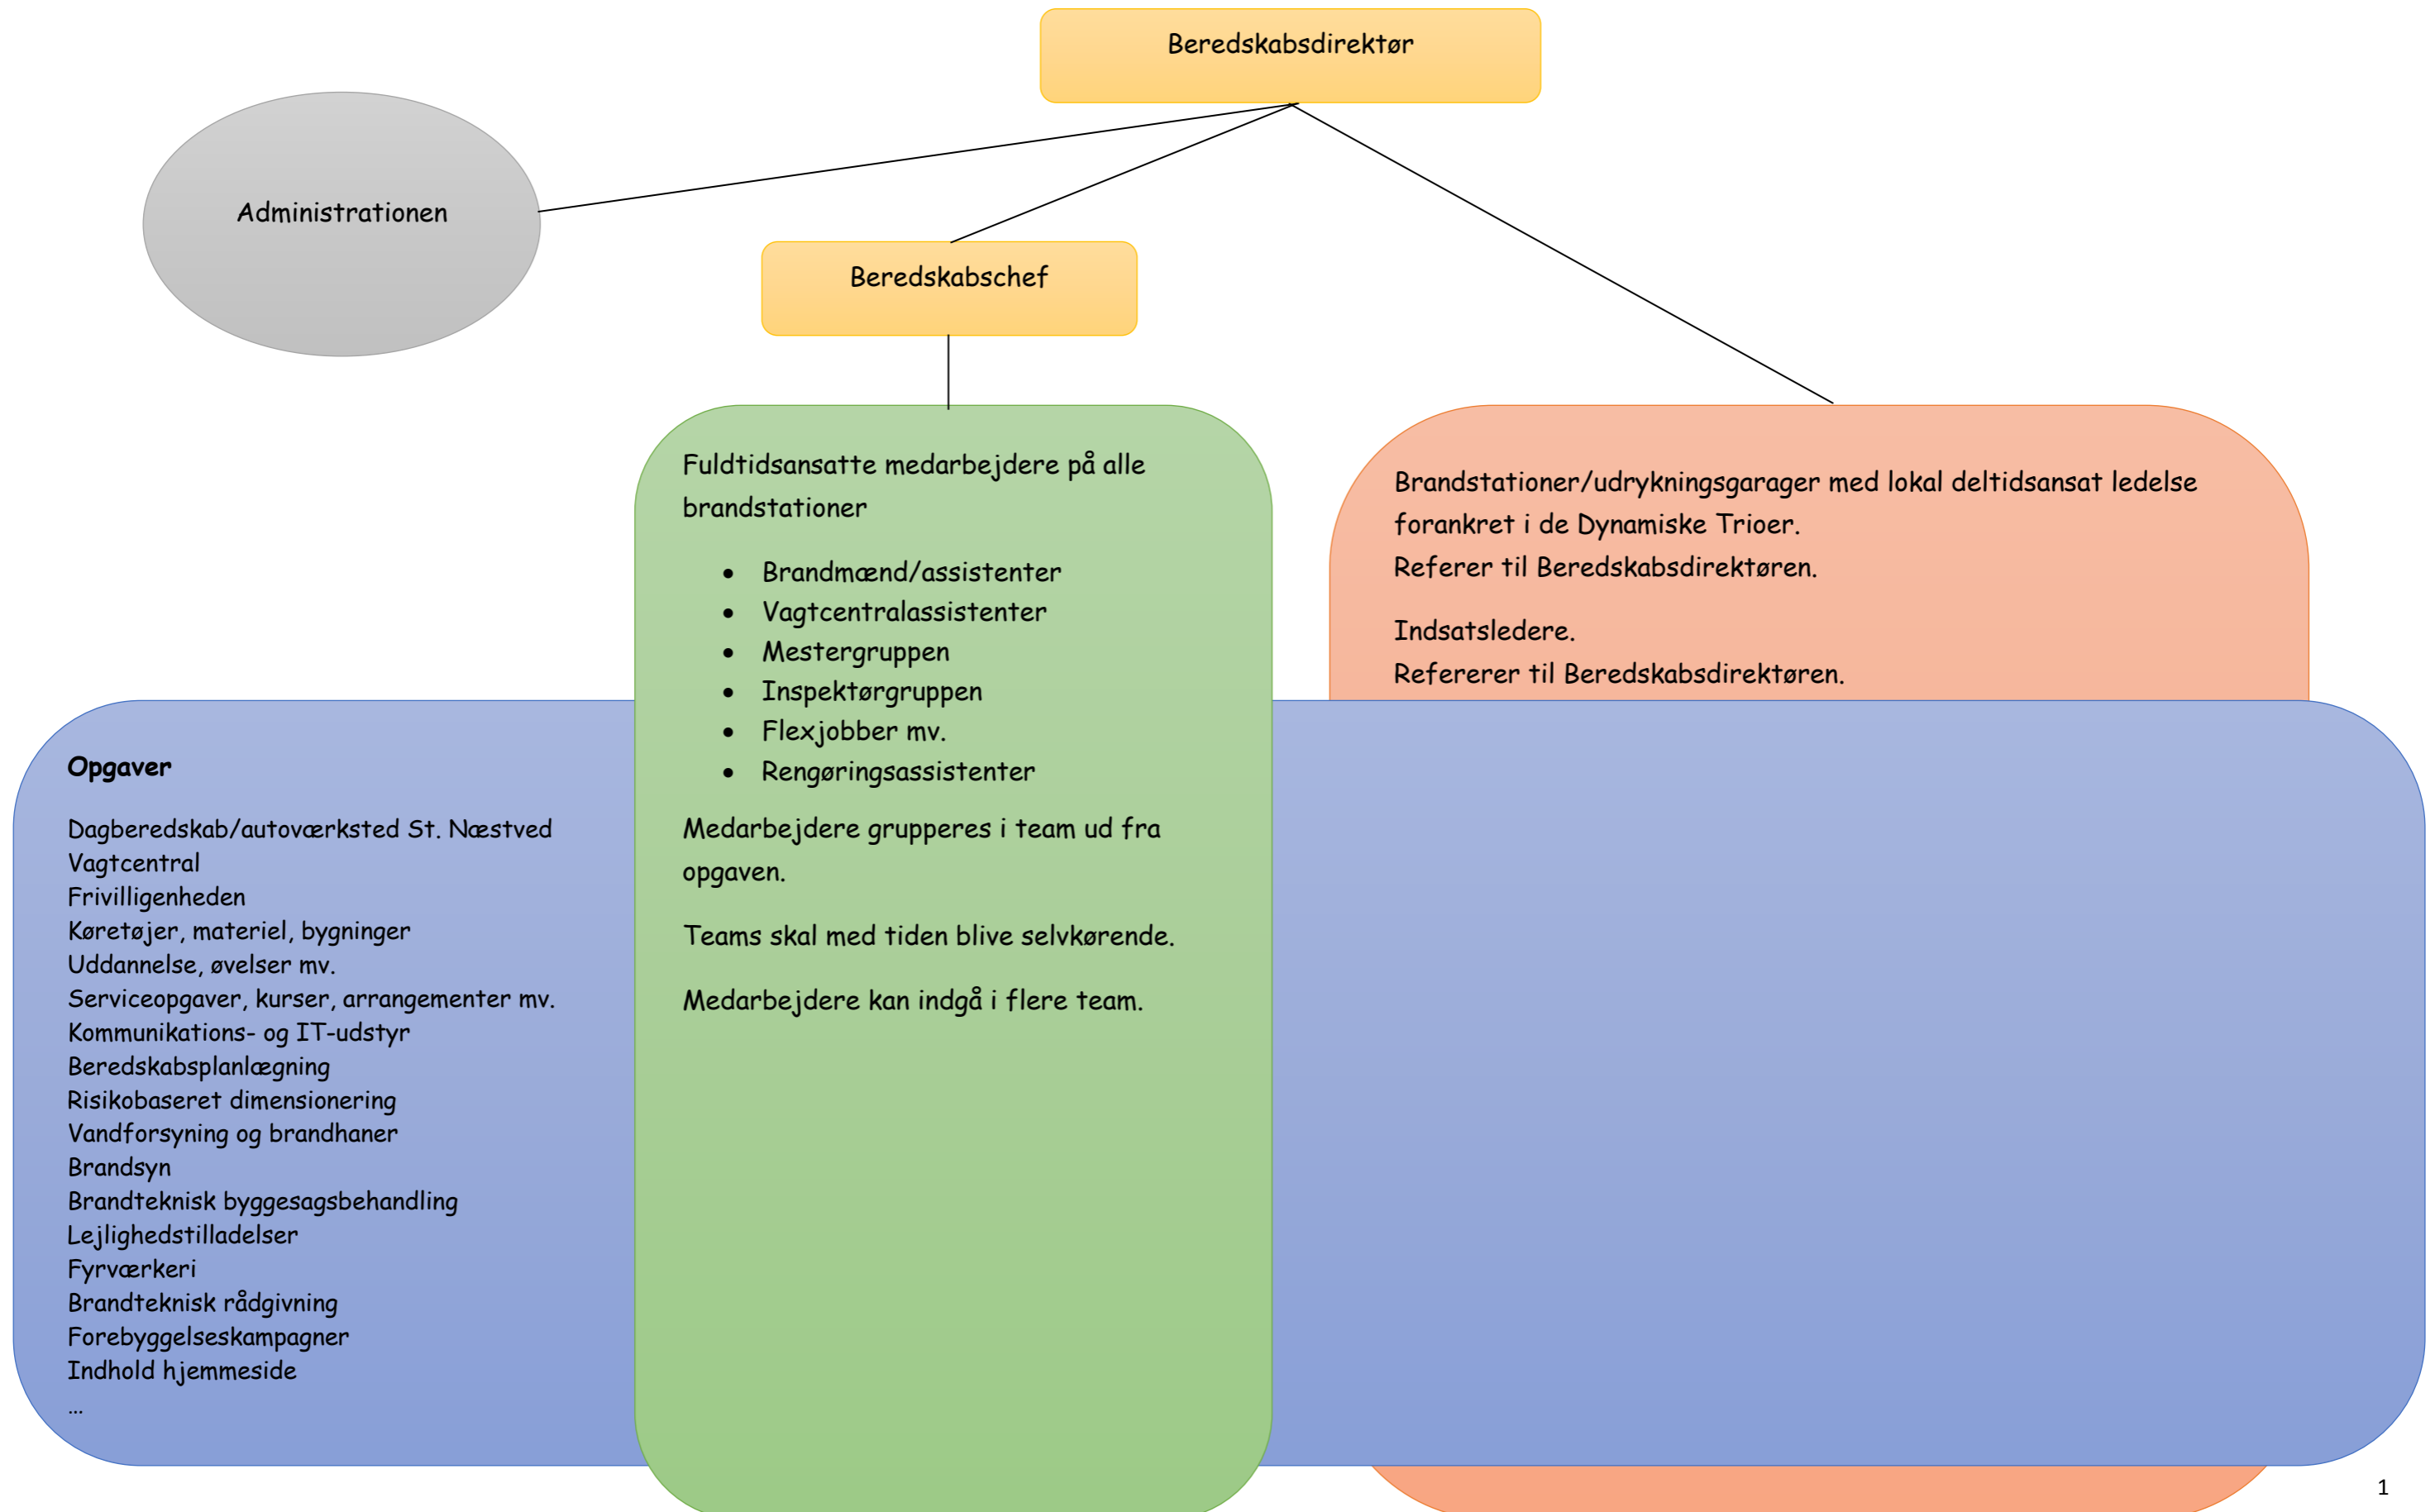 Beredskabsdirektør
Administrationen
Beredskabschef
Fuldtidsansatte medarbejdere på alle
brandstationer
• Brandmænd/assistenter
• Vagtcentralassistenter
• Mestergruppen
• Inspektørgruppen
• Flexjobber mv.
• Rengøringsassistenter
Medarbejdere grupperes i team ud fra
opgaven.
Teams skal med tiden blive selvkørende.
Medarbejdere kan indgå i flere team.
Brandstationer/udrykningsgarager med lokal deltidsansat ledelse
forankret i de Dynamiske Trioer.
Referer til Beredskabsdirektøren.
Indsatsledere.
Refererer til Beredskabsdirektøren.
Opgaver
Dagberedskab/autoværksted St. Næstved
Vagtcentral
Frivilligenheden
Køretøjer, materiel, bygninger
Uddannelse, øvelser mv.
Serviceopgaver, kurser, arrangementer mv.
Kommunikations- og IT-udstyr
Beredskabsplanlægning
Risikobaseret dimensionering
Vandforsyning og brandhaner
Brandsyn
Brandteknisk byggesagsbehandling
Lejlighedstilladelser
Fyrværkeri
Brandteknisk rådgivning
Forebyggelseskampagner
Indhold hjemmeside
…
1